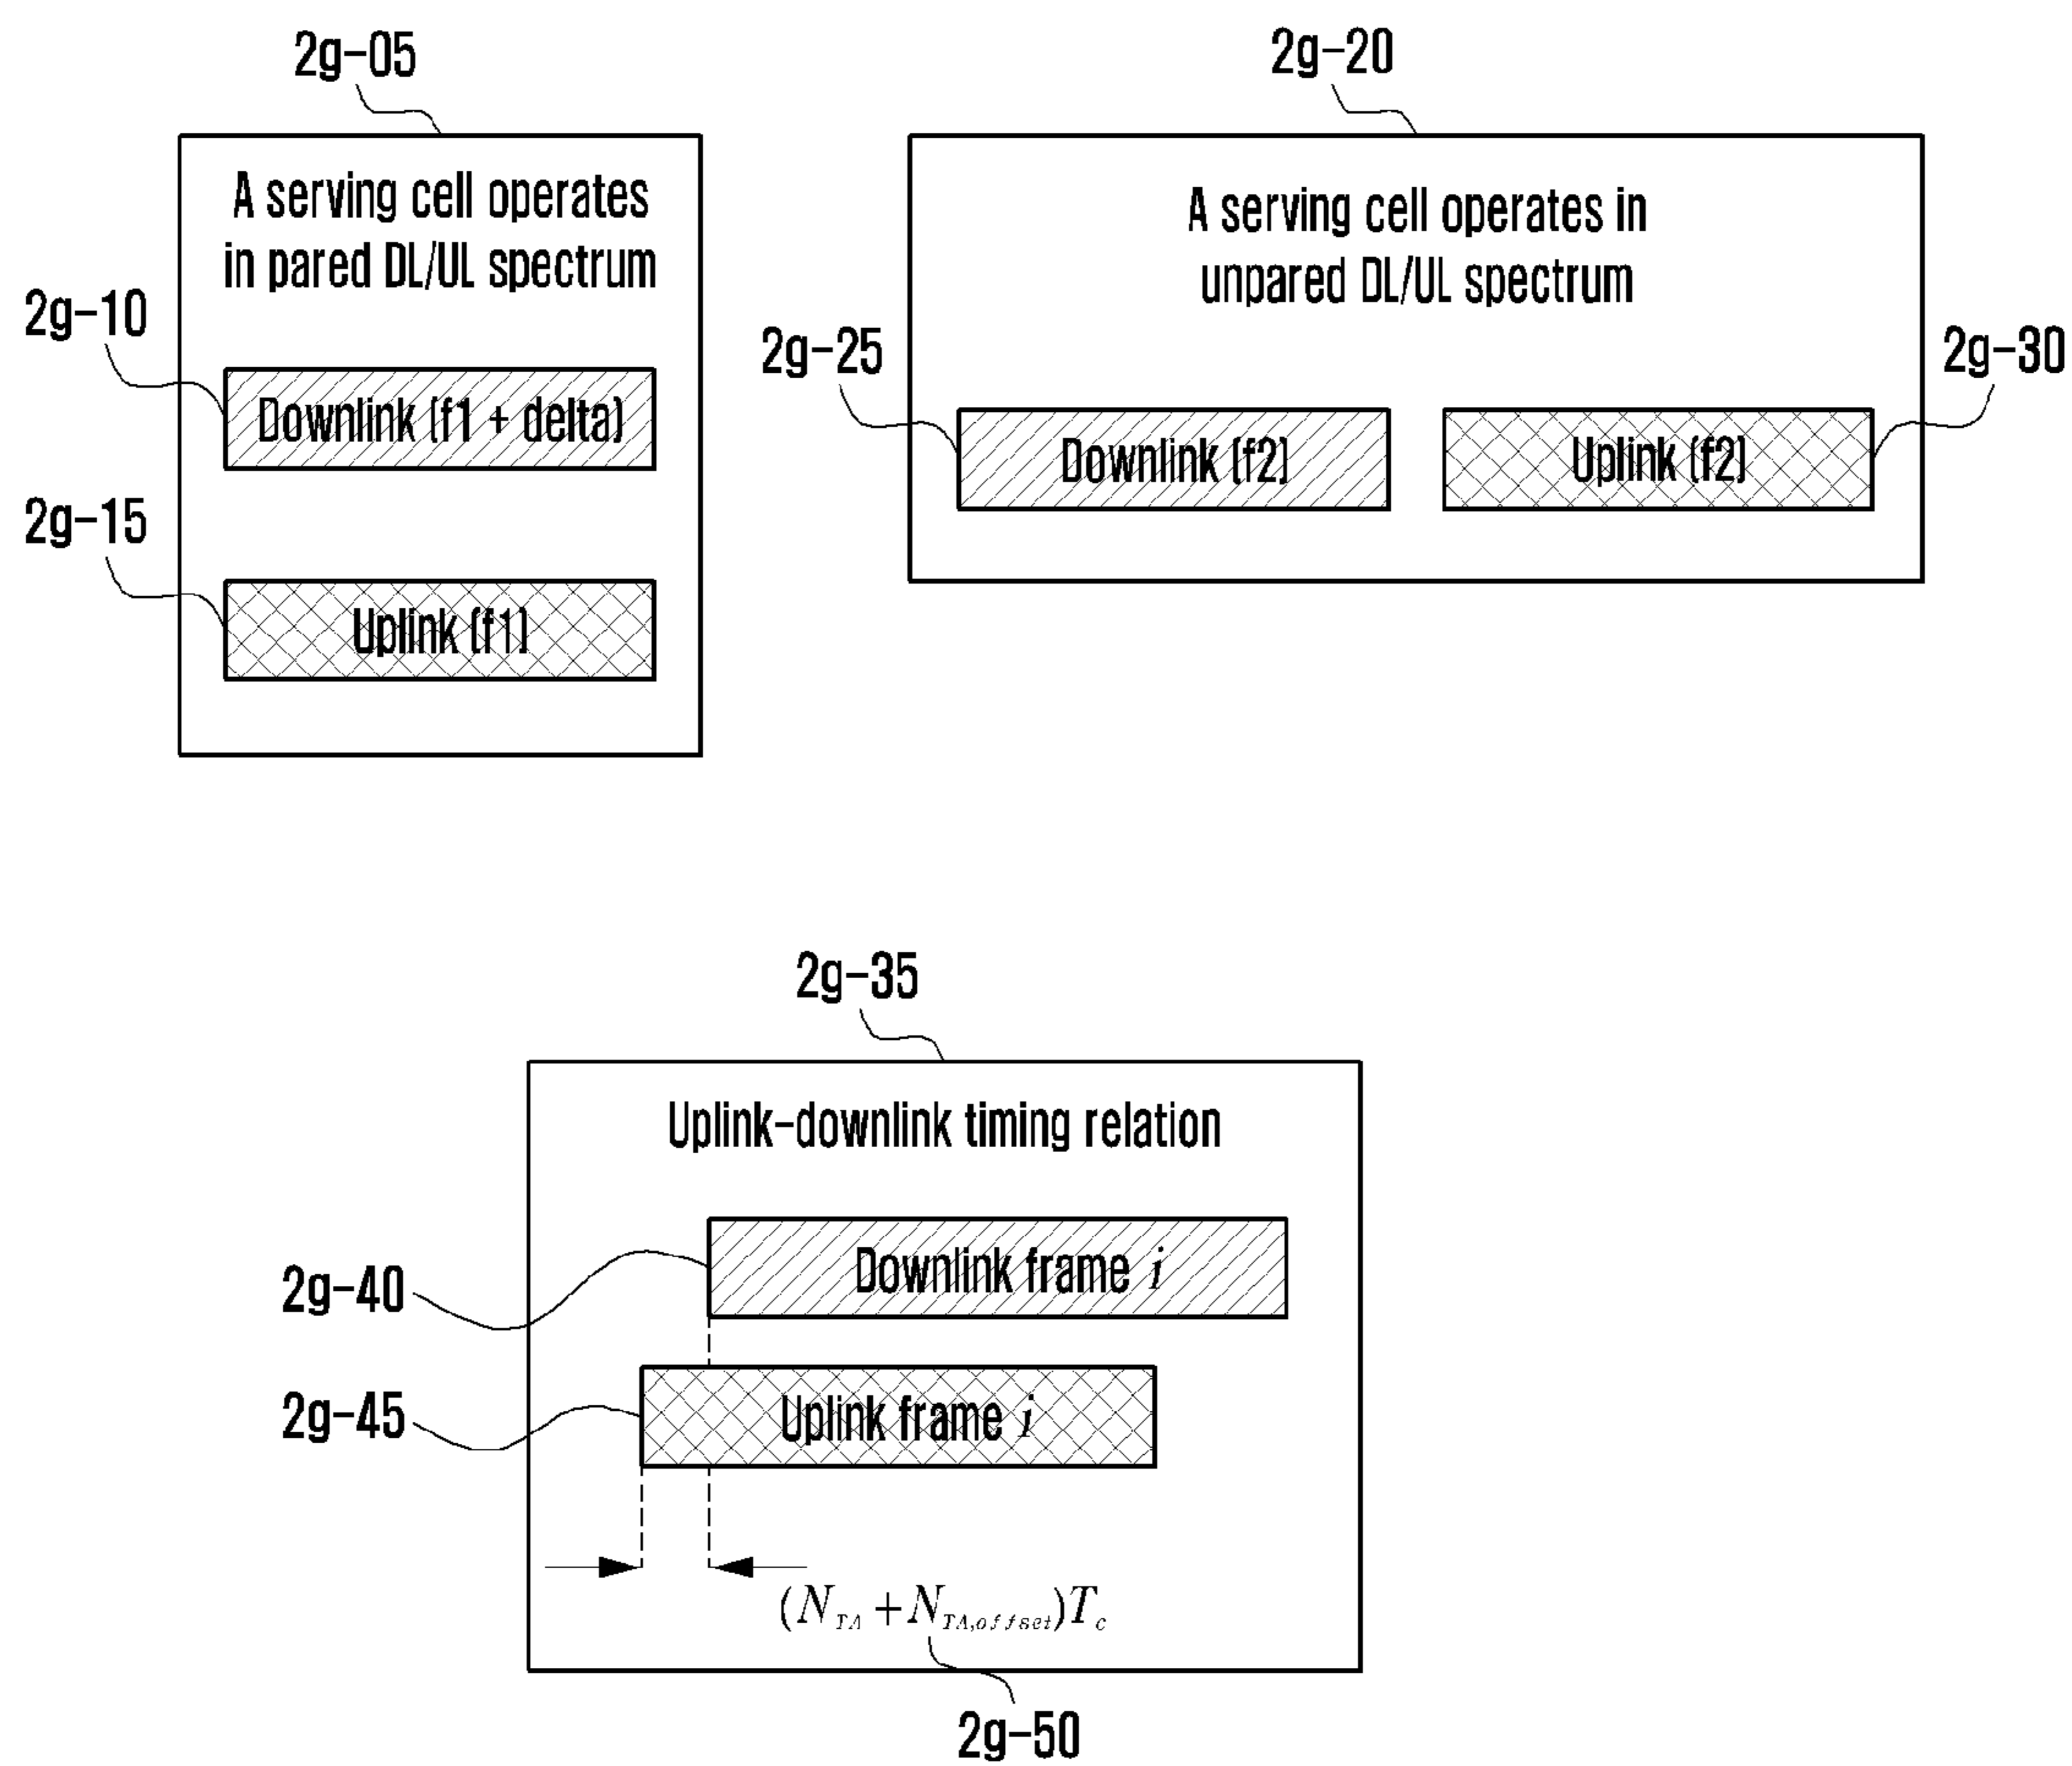 2g-05
A serving cell operates
in pared DL/UL spectrum
2g-10
Downlink (f1 + delta)
2g-15
Uplink (f1)
2g-20
A serving cell operates in
unpared DL/UL spectrum
2g-25
2g-30
Downlink (f2)
Uplink (f2)
2g-35
Uplink-downlink timing relation
2g-40
Downlink frame i
2g-45
Uplink frame i
(N_TA + N_TA,offset)T_c
2g-50